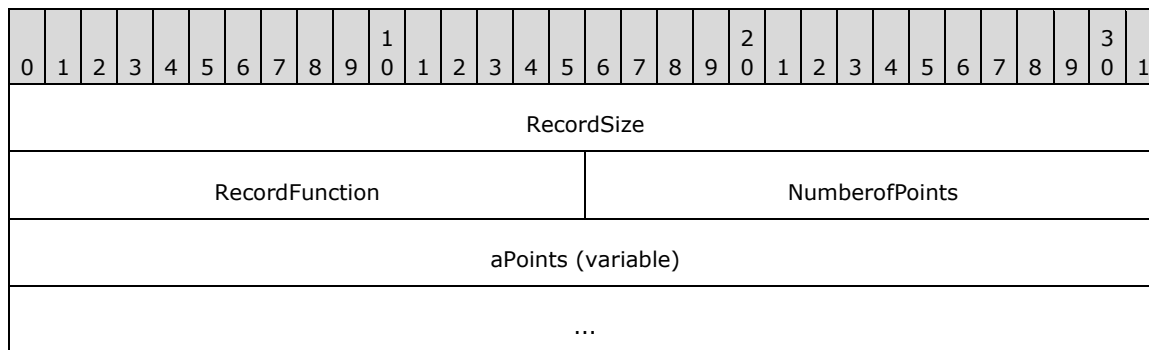 1 2 3
0 1 2 3 4 5 6 7 8 9 0 1 2 3 4 5 6 7 8 9 0 1 2 3 4 5 6 7 8 9 0 1
RecordSize
RecordFunction NumberofPoints
aPoints (variable)
...